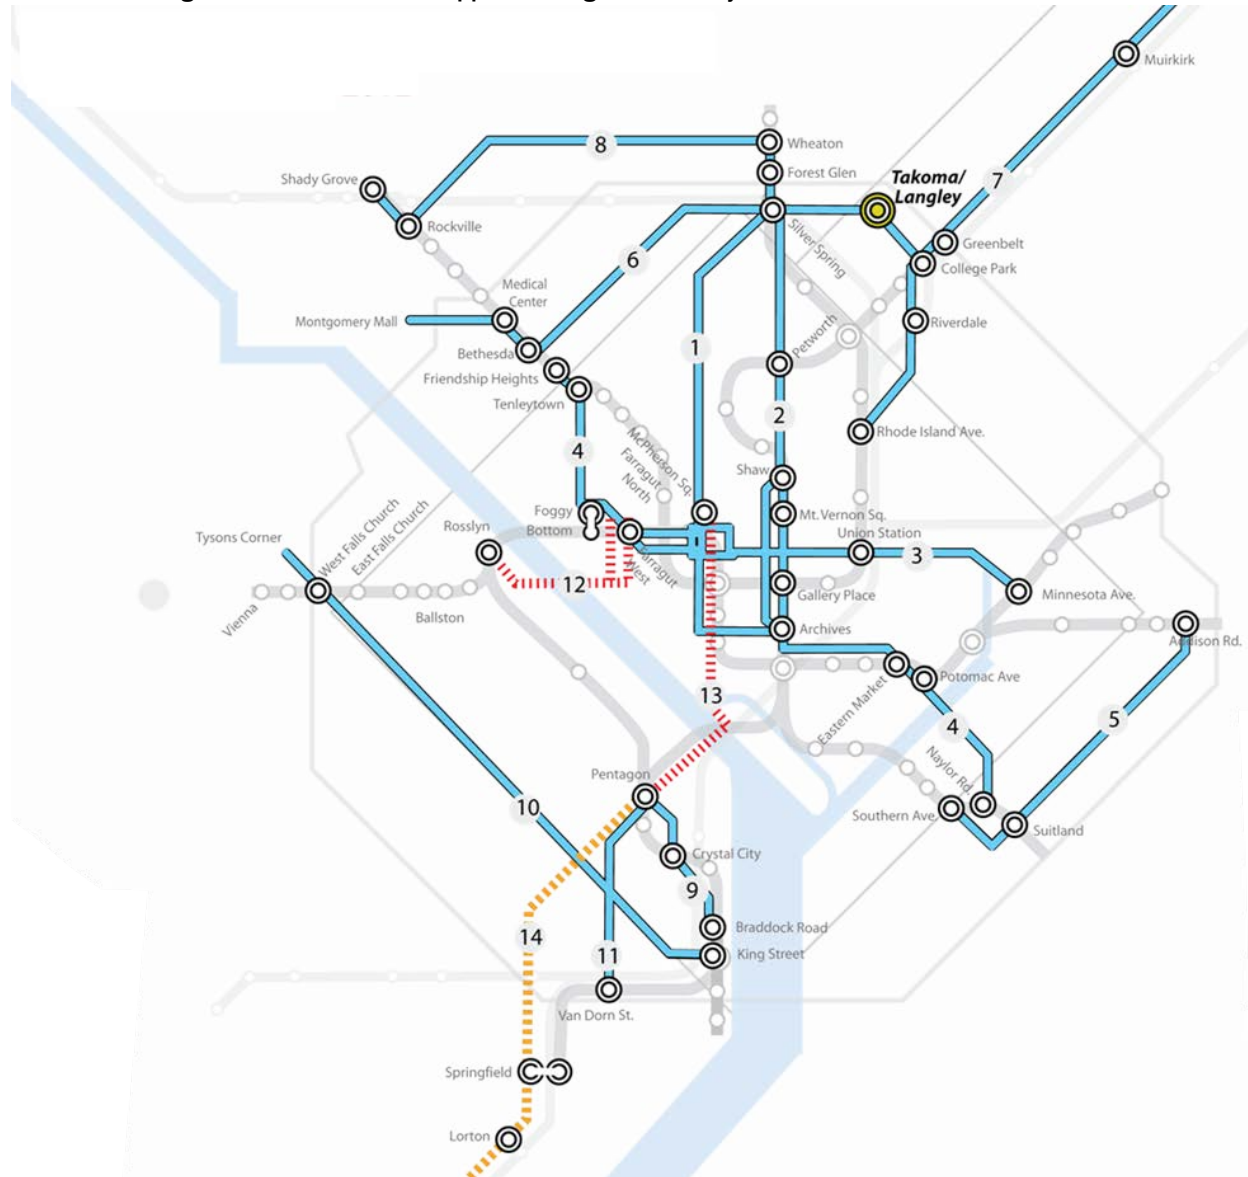 Muirkirk
Wheaton
8
Forest Glen
Takoma/
Langley
7
Shady Grove
Rockville
Silver Spring
Greenbelt
College Park
6
Medical
Center
Montgomery Mall
Riverdale
Petworth
1
Bethesda
Friendship Heights
Tenleytown
2
Rhode Island Ave.
4
McPherson Sq.
Farragut
North
Shaw
Foggy
Bottom
Mt. Vernon Sq.
Union Station
Rosslyn
Tysons Corner
West Falls Church
East Falls Church
Farragut
West
3
12
Minnesota Ave.
Vienna
Ballston
Gallery Place
Archives
Addison Rd.
Potomac Ave
Eastern Market
13
4
5
Naylor Rd.
Pentagon
10
Southern Ave.
Suitland
Crystal City
9
Braddock Road
14
11
King Street
Van Dorn St.
Springfield
Lorton